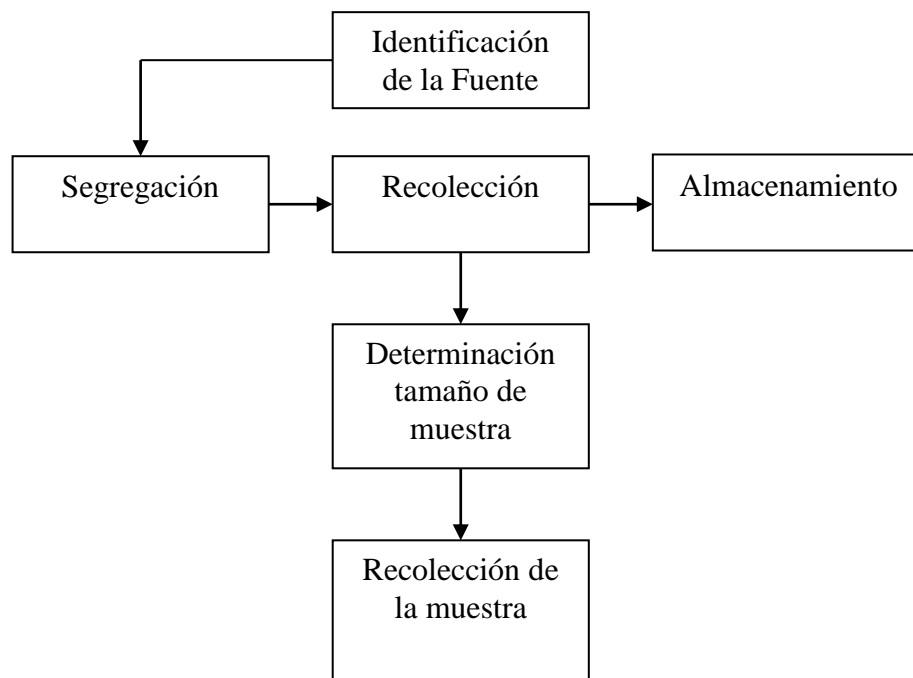 Identificación
de la Fuente
Segregación
Recolección
Almacenamiento
Determinación
tamaño de
muestra
Recolección de
la muestra